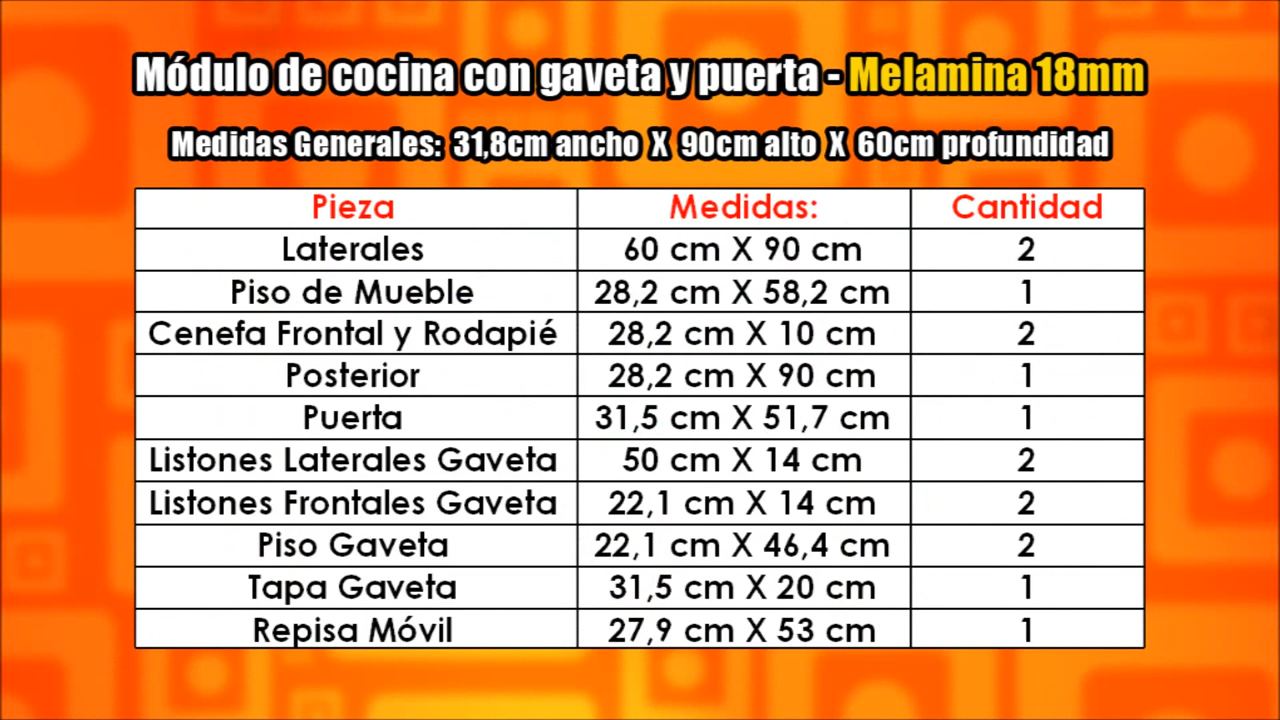 Módulo de cocina con gaveta y puerta - Melamina 18mm
Medidas Generales: 31,8cm ancho X 90cm alto X 60cm profundidad
Pieza Medidas: Cantidad
Laterales 60 cm X 90 cm 2
Piso de Mueble 28,2 cm X 58,2 cm 1
Cenefa Frontal y Rodapié 28,2 cm X 10 cm 2
Posterior 28,2 cm X 90 cm 1
Puerta 31,5 cm X 51,7 cm 1
Listones Laterales Gaveta 50 cm X 14 cm 2
Listones Frontales Gaveta 22,1 cm X 14 cm 2
Piso Gaveta 22,1 cm X 46,4 cm 2
Tapa Gaveta 31,5 cm X 20 cm 1
Repisa Móvil 27,9 cm X 53 cm 1